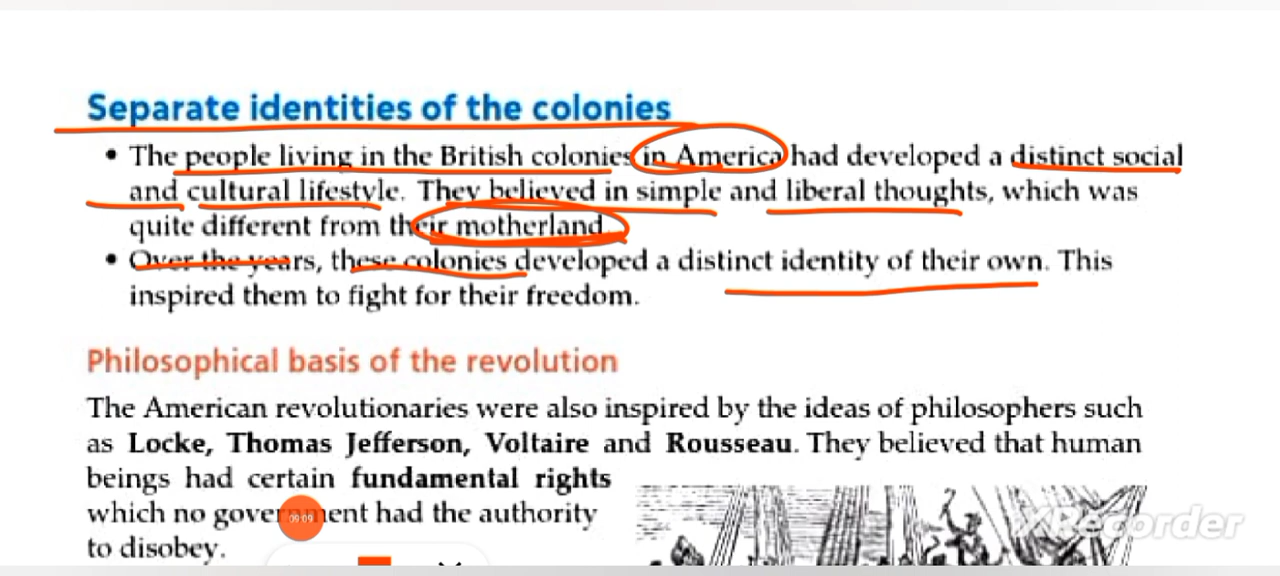 Separate identities of the colonies
• The people living in the British colonies in America had developed a distinct social
and cultural lifestyle. They believed in simple and liberal thoughts, which was
quite different from their motherland.
• Over the years, these colonies developed a distinct identity of their own. This
inspired them to fight for their freedom.
Philosophical basis of the revolution
The American revolutionaries were also inspired by the ideas of philosophers such
as Locke, Thomas Jefferson, Voltaire and Rousseau. They believed that human
beings had certain fundamental rights
which no government had the authority
to disobey.
09:09
XRecorder